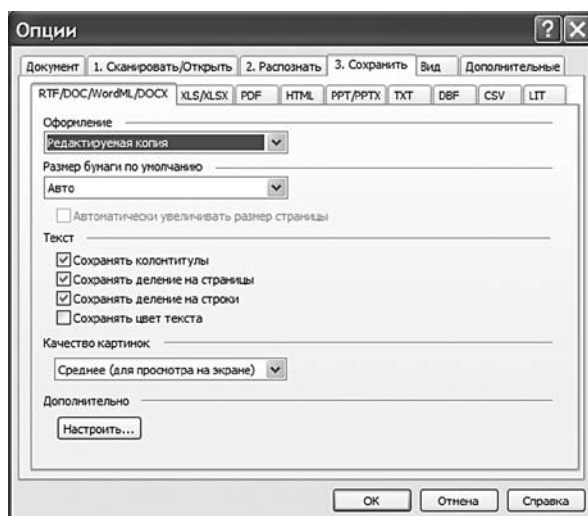 Опции
Документ 1. Сканировать/Открыть 2. Распознать 3. Сохранить Вид Дополнительные
RTF/DOC/WordML/DOCX XLS/XLSX PDF HTML PPT/PPTX TXT DBF CSV LIT
Оформление
Редактируемая копия
Размер бумаги по умолчанию
Авто
Автоматически увеличивать размер страницы
Текст
Сохранять колонтитулы
Сохранять деление на страницы
Сохранять деление на строки
Сохранять цвет текста
Качество картинок
Среднее (для просмотра на экране)
Дополнительно
Настроить...
ОК Отмена Справка